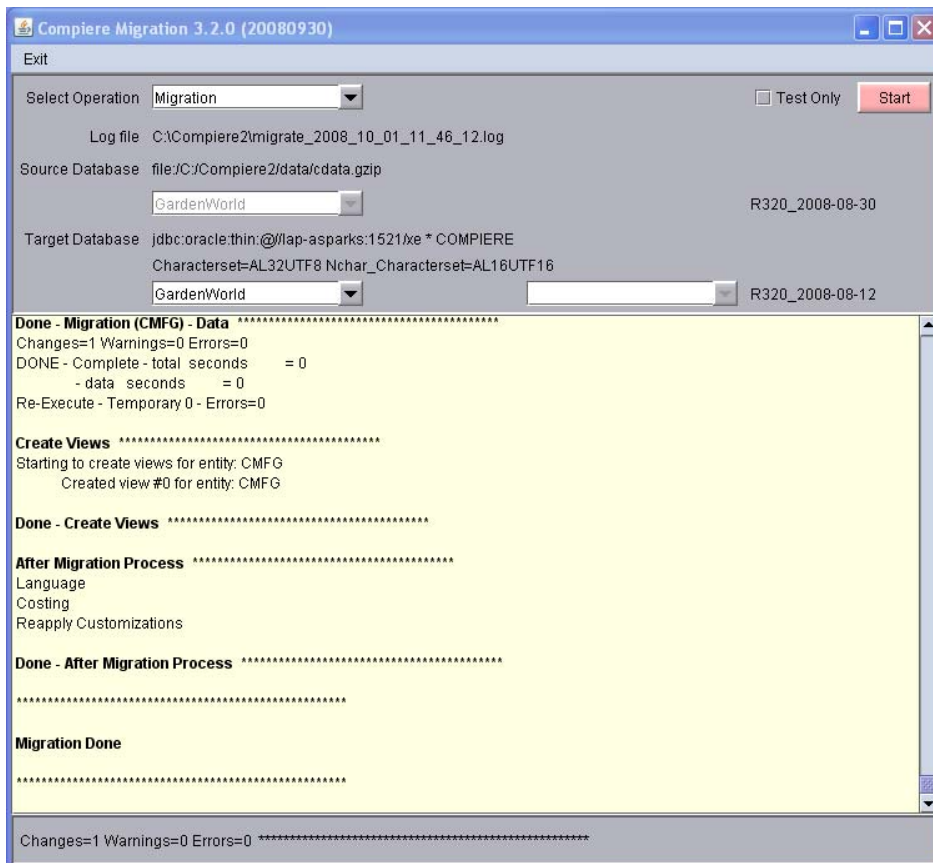 Compiere Migration 3.2.0 (20080930)
Exit
Select Operation Migration Test Only Start
Log file C:\Compiere2\migrate_2008_10_01_11_46_12.log
Source Database file:/C:/Compiere2/data/cdata.gzip
GardenWorld R320_2008-08-30
Target Database jdbc:oracle:thin:@//lap-asparks:1521/xe * COMPIERE
Characterset=AL32UTF8 Nchar_Characterset=AL16UTF16
GardenWorld R320_2008-08-12
Done - Migration (CMFG) - Data ******************************************
Changes=1 Warnings=0 Errors=0
DONE - Complete - total seconds = 0
- data seconds = 0
Re-Execute - Temporary 0 - Errors=0
Create Views ******************************************
Starting to create views for entity: CMFG
Created view #0 for entity: CMFG
Done - Create Views ******************************************
After Migration Process ******************************************
Language
Costing
Reapply Customizations
Done - After Migration Process ******************************************
*****************************************************
Migration Done
*****************************************************
Changes=1 Warnings=0 Errors=0 *****************************************************